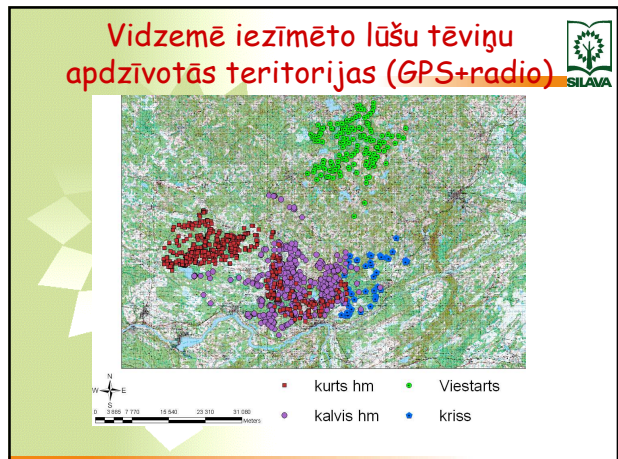 Vidzemē iezīmēto lūšu tēviņu
apdzīvotās teritorijas (GPS+radio)
SILAVA
N
W E
S
0 3 885 7 770 15 540 23 310 31 080
Meters
kurts hm
Viestarts
kalvis hm
kriss